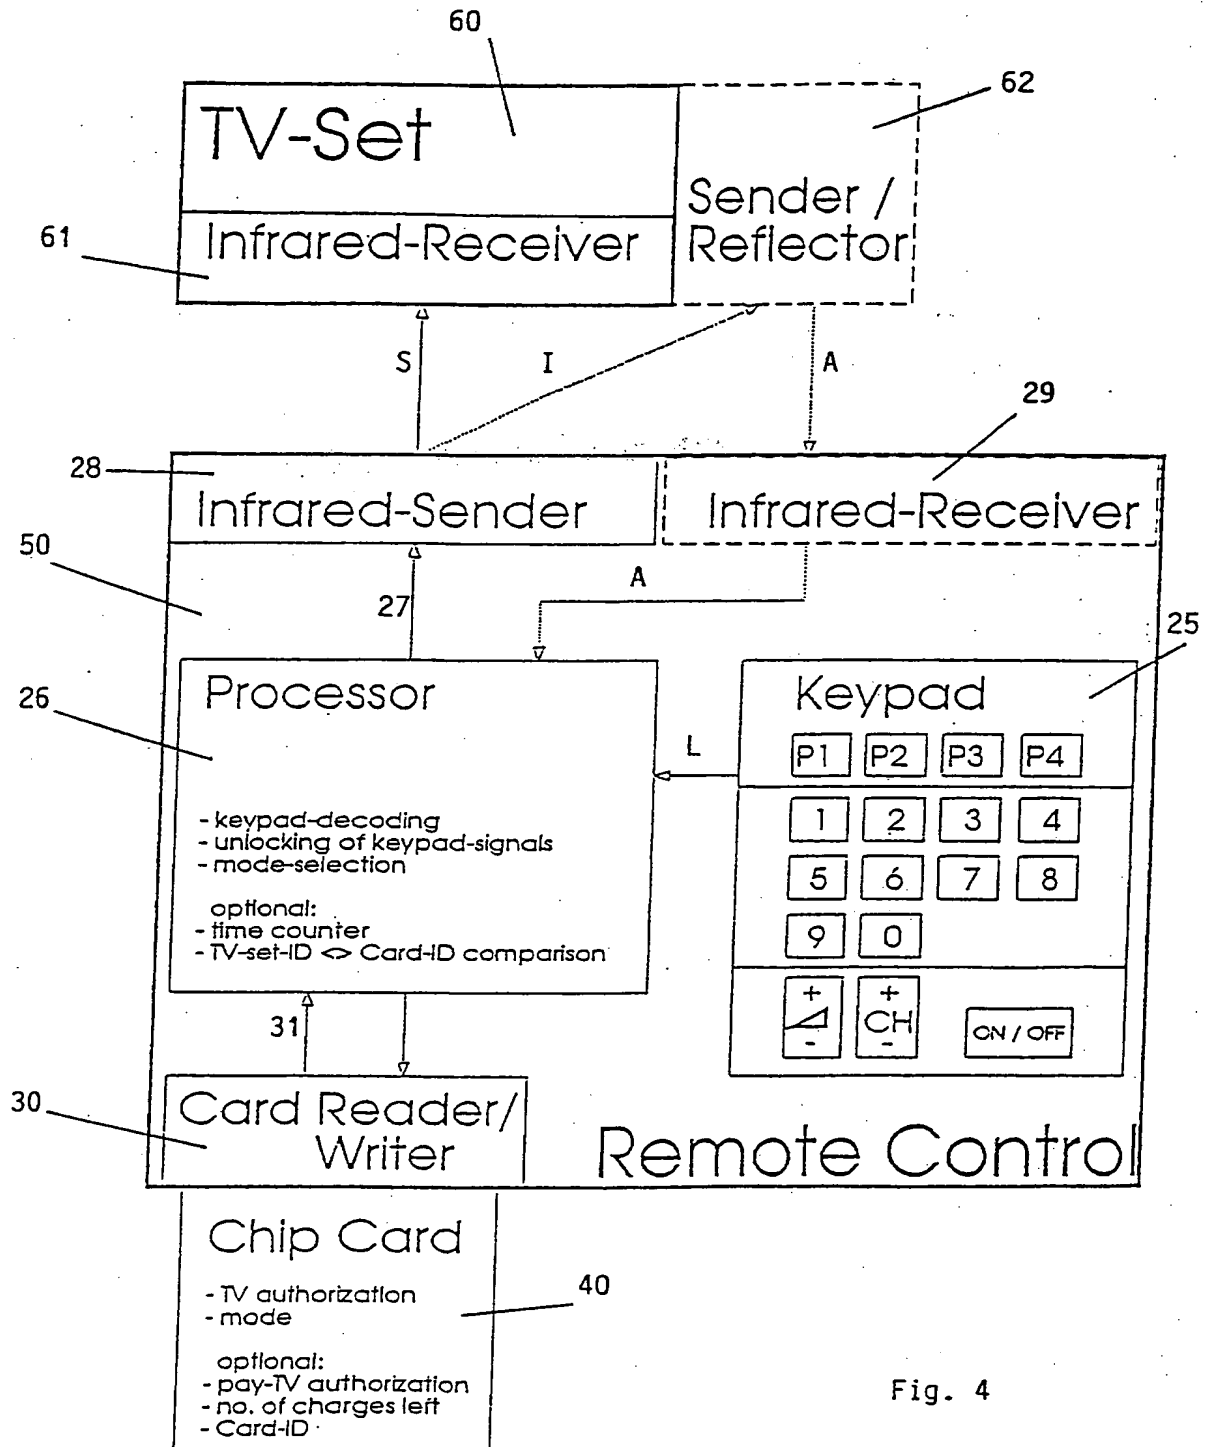 60
62
TV-Set
Sender /
Reflector
61
Infrared-Receiver
S
I
A
29
28
Infrared-Sender
Infrared-Receiver
50
27
A
25
26
Processor
Keypad
L
P1 P2 P3 P4
- keypad-decoding
- unlocking of keypad-signals
- mode-selection
optional:
- time counter
- TV-set-ID <> Card-ID comparison
1 2 3 4
5 6 7 8
9 0
+ +
CH
- -
ON / OFF
31
30
Card Reader/
Writer
Remote Control
Chip Card
40
- TV authorization
- mode
optional:
- pay-TV authorization
- no. of charges left
- Card-ID
Fig. 4